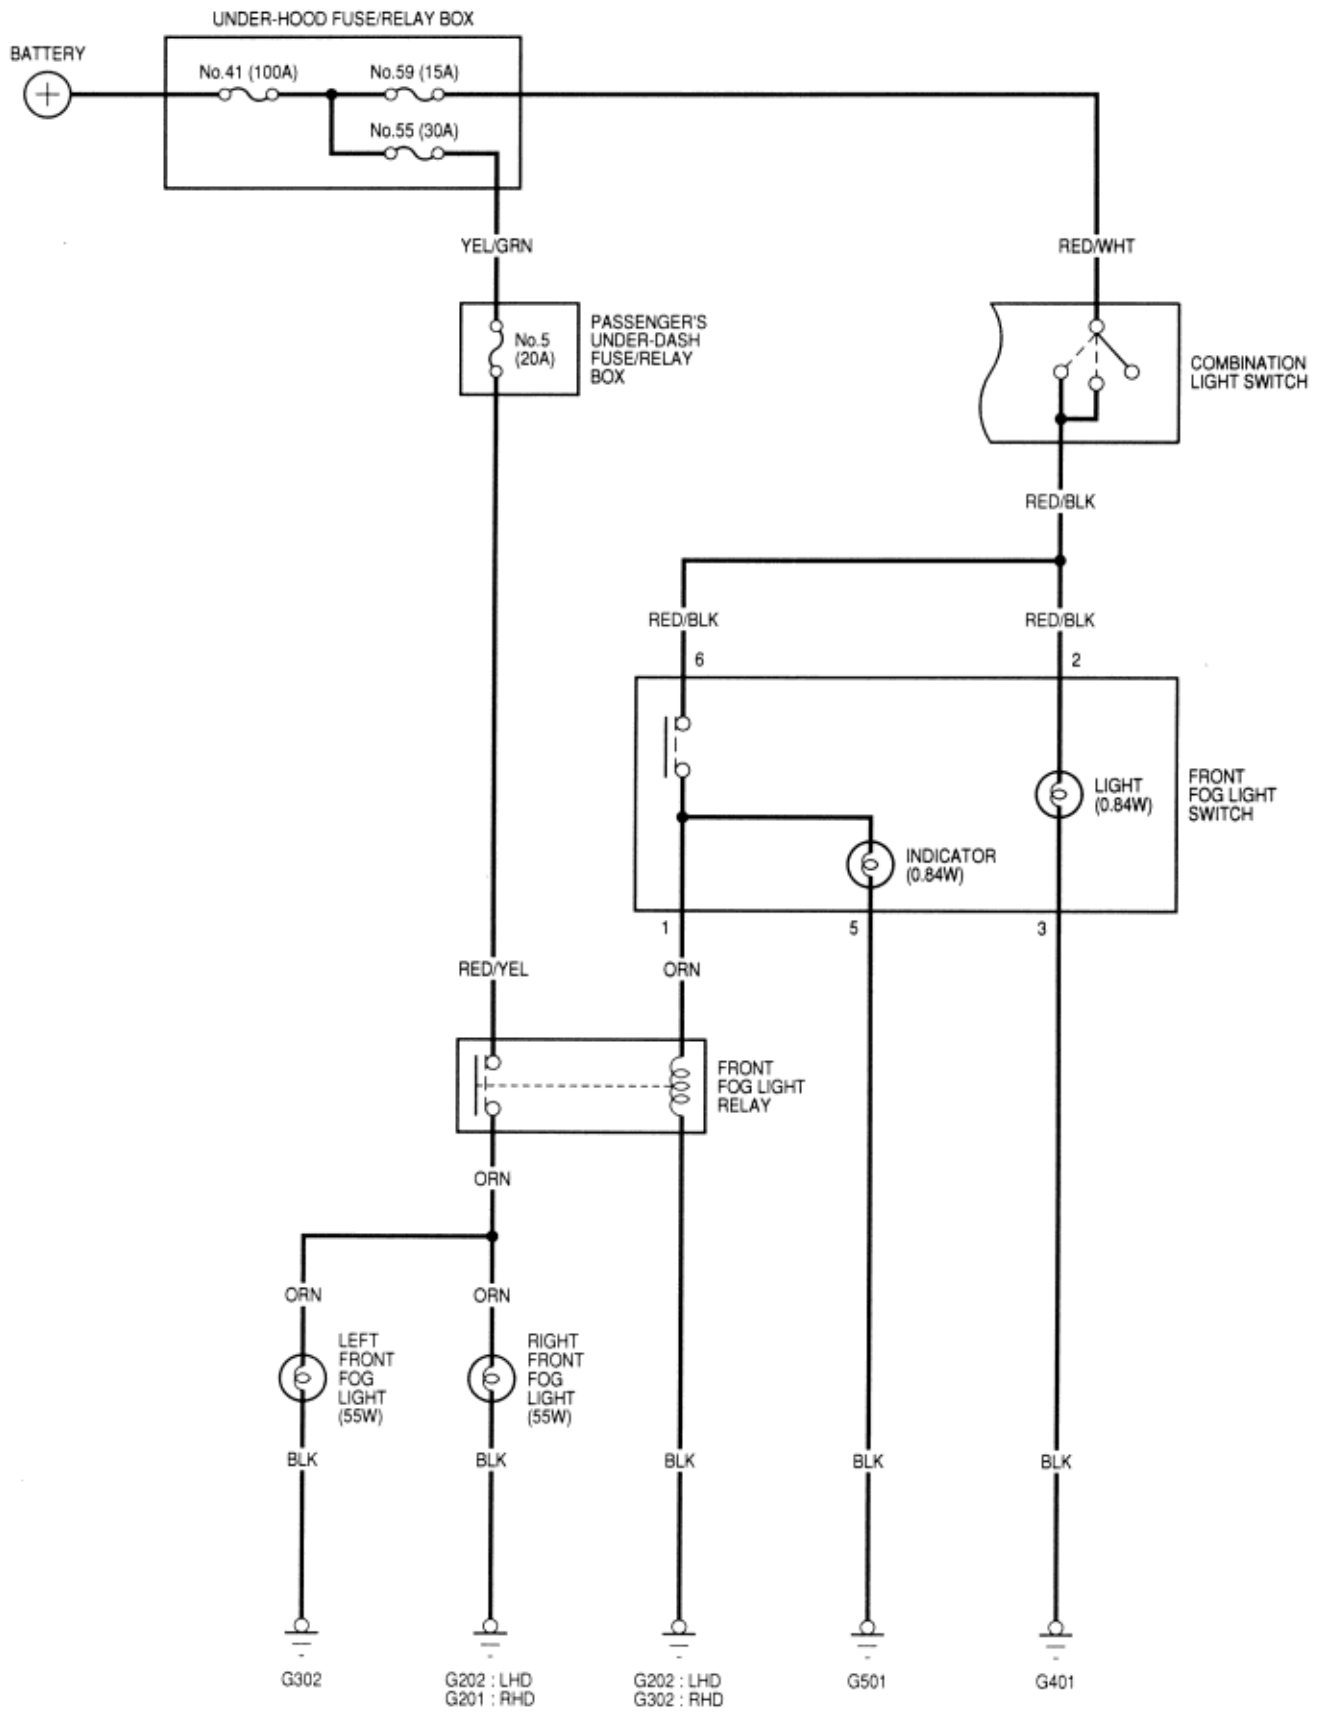 UNDER-HOOD FUSE/RELAY BOX
BATTERY
No.41 (100A)
No.59 (15A)
No.55 (30A)
YEL/GRN
RED/WHT
No.5
(20A)
PASSENGER'S
UNDER-DASH
FUSE/RELAY
BOX
COMBINATION
LIGHT SWITCH
RED/BLK
RED/BLK
RED/BLK
6
2
LIGHT
(0.84W)
FRONT
FOG LIGHT
SWITCH
INDICATOR
(0.84W)
1
5
3
RED/YEL
ORN
FRONT
FOG LIGHT
RELAY
ORN
ORN
ORN
LEFT
FRONT
FOG
LIGHT
(55W)
RIGHT
FRONT
FOG
LIGHT
(55W)
BLK
BLK
BLK
BLK
BLK
G302
G202 : LHD
G201 : RHD
G202 : LHD
G302 : RHD
G501
G401